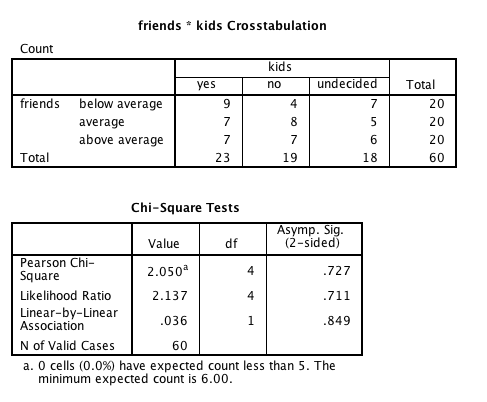 friends * kids Crosstabulation
Count
kids
yes no undecided Total
friends below average 9 4 7 20
average 7 8 5 20
above average 7 7 6 20
Total 23 19 18 60
Chi-Square Tests
Value df Asymp. Sig. (2-sided)
Pearson Chi-Square 2.050a 4 .727
Likelihood Ratio 2.137 4 .711
Linear-by-Linear Association .036 1 .849
N of Valid Cases 60
a. 0 cells (0.0%) have expected count less than 5. The
minimum expected count is 6.00.